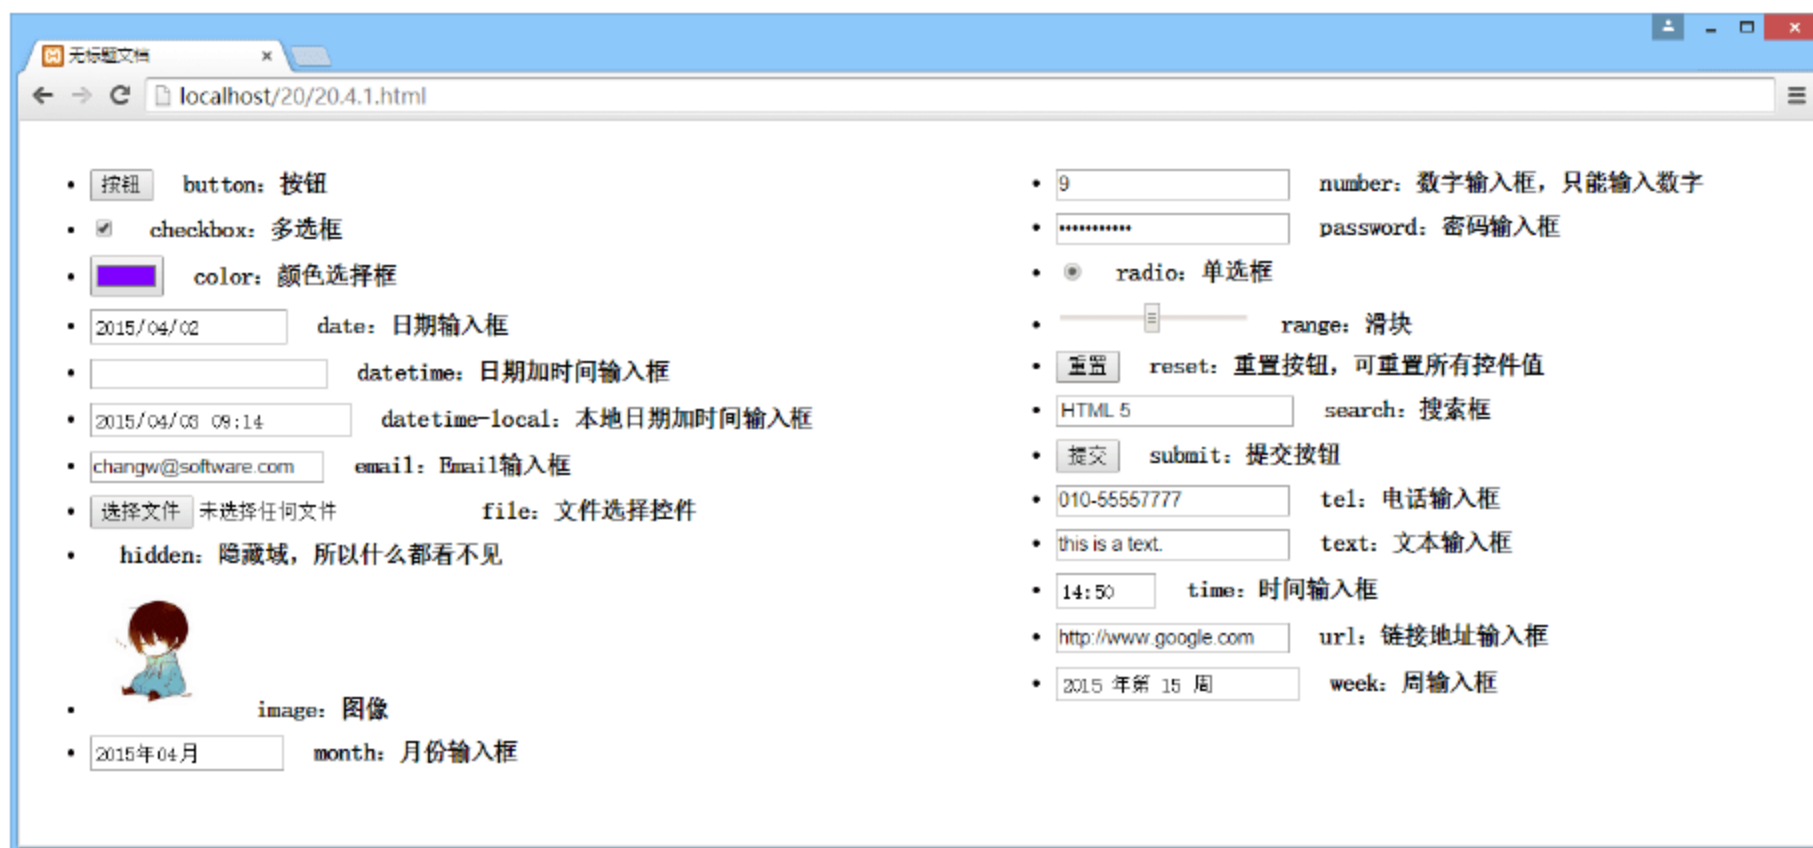 无标题文档
localhost/20/20.4.1.html
按钮 button：按钮
checkbox：多选框
color：颜色选择框
2015/04/02 date：日期输入框
datetime：日期加时间输入框
2015/04/03 09:14 datetime-local：本地日期加时间输入框
changw@software.com email：Email输入框
选择文件 未选择任何文件 file：文件选择控件
hidden：隐藏域，所以什么都看不见
image：图像
2015年04月 month：月份输入框
9 number：数字输入框，只能输入数字
••••••••••• password：密码输入框
radio：单选框
range：滑块
重置 reset：重置按钮，可重置所有控件值
HTML 5 search：搜索框
提交 submit：提交按钮
010-55557777 tel：电话输入框
this is a text. text：文本输入框
14:50 time：时间输入框
http://www.google.com url：链接地址输入框
2015 年第 15 周 week：周输入框